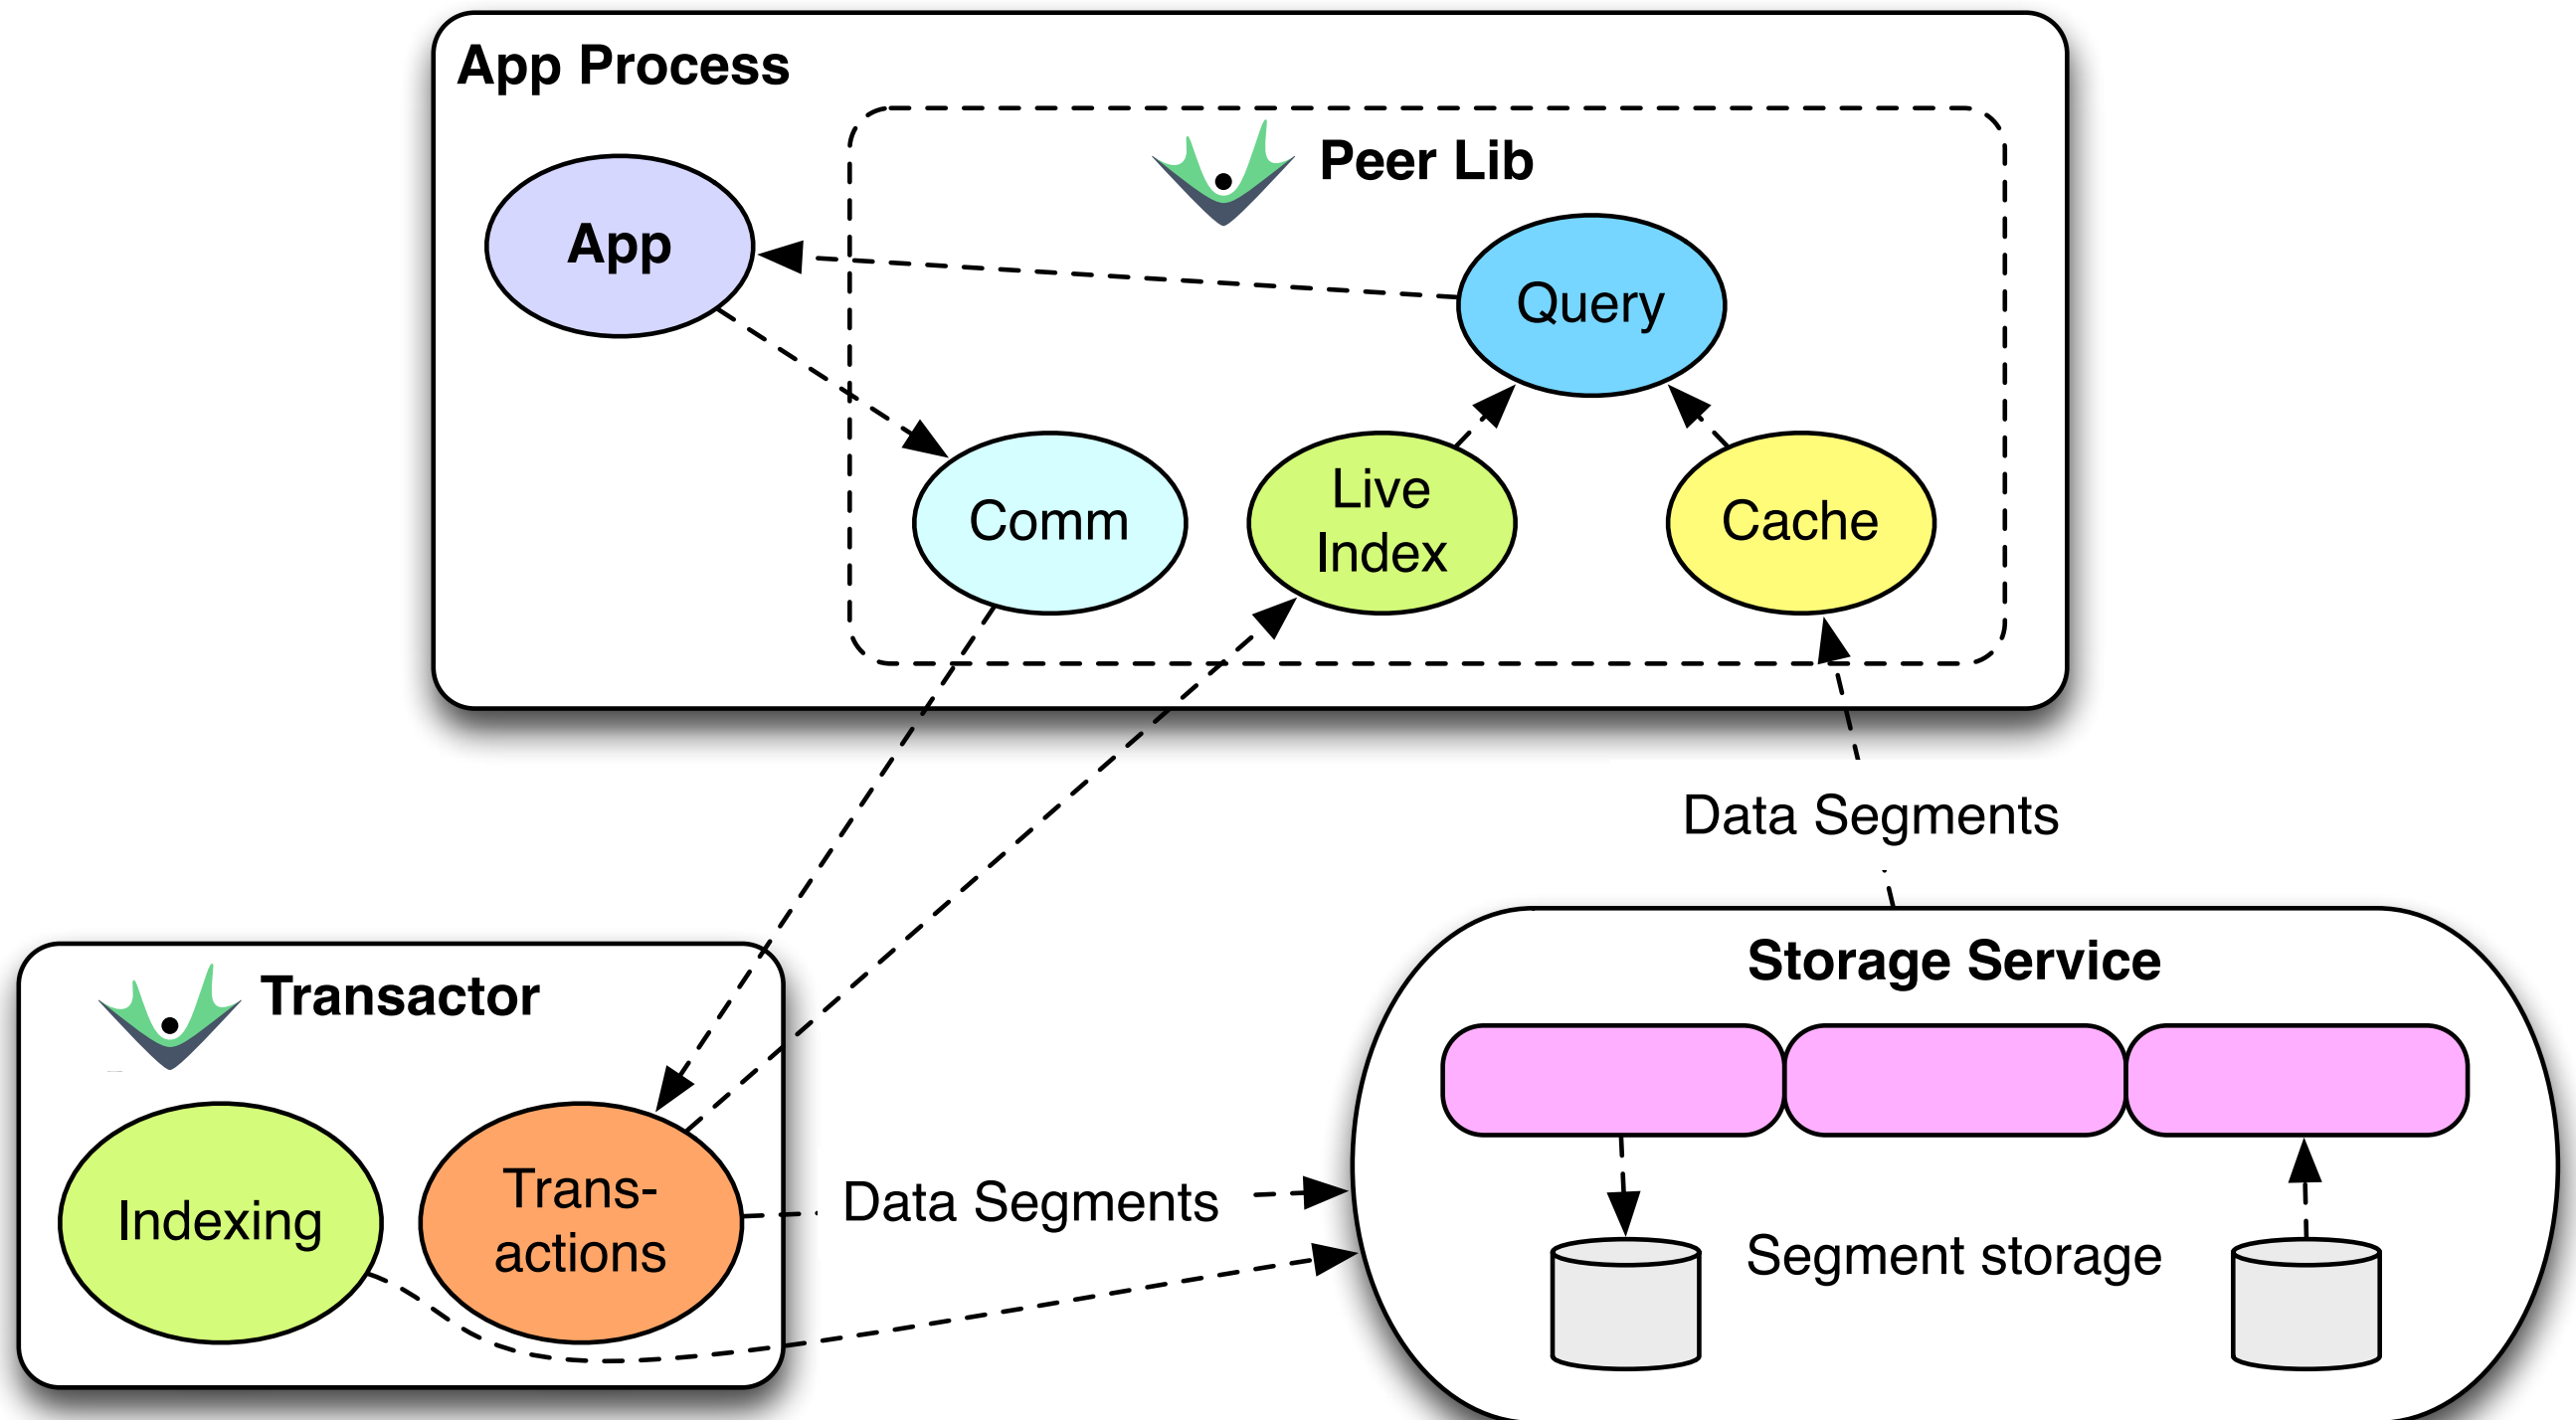 App Process
Peer Lib
App
Query
Comm
Live
Index
Cache
Data Segments
Transactor
Storage Service
Indexing
Trans-
actions
Data Segments
Segment storage